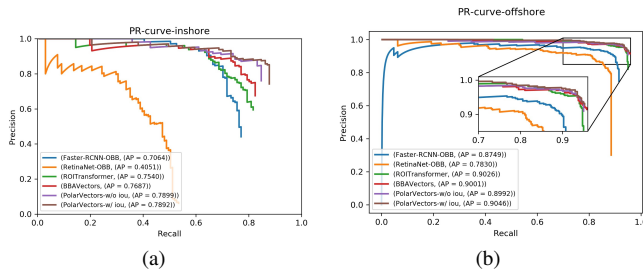 PR-curve-inshore
1.0
0.8
0.6
0.4
0.2
0.0
Precision
0.0
0.2
0.4
0.6
0.8
1.0
Recall
(Faster-RCNN-OBB, (AP = 0.7064))
(RetinaNet-OBB, (AP = 0.4051))
(ROITransformer, (AP = 0.7540))
(BBAVectors, (AP = 0.7687))
(PolarVectors-w/o iou, (AP = 0.7899))
(PolarVectors-w/ iou, (AP = 0.7892))
(a)
PR-curve-offshore
1.0
0.8
0.6
0.4
0.2
0.0
Precision
0.0
0.2
0.4
0.6
0.8
1.0
Recall
1.0
0.9
0.7
0.8
0.9
(Faster-RCNN-OBB, (AP = 0.8749))
(RetinaNet-OBB, (AP = 0.7830))
(ROITransformer, (AP = 0.9026))
(BBAVectors, (AP = 0.9001))
(PolarVectors-w/o iou, (AP = 0.8992))
(PolarVectors-w/ iou, (AP = 0.9046))
(b)